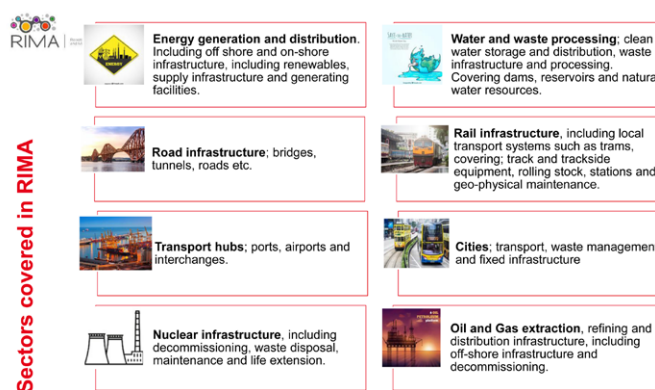 RIMA
Sectors covered in RIMA
ENERGY
Energy generation and distribution.
Including off shore and on-shore
infrastructure, including renewables,
supply infrastructure and generating
facilities.
Water and waste processing; clean
water storage and distribution, waste
infrastructure and processing.
Covering dams, reservoirs and natura
water resources.
Road infrastructure; bridges,
tunnels, roads etc.
Rail infrastructure, including local
transport systems such as trams,
covering; track and trackside
equipment, rolling stock, stations and
geo-physical maintenance.
Transport hubs; ports, airports and
interchanges.
Cities; transport, waste managemen
and fixed infrastructure
Nuclear infrastructure, including
decommissioning, waste disposal,
maintenance and life extension.
Oil and Gas extraction, refining and
distribution infrastructure, including
off-shore infrastructure and
decommissioning.